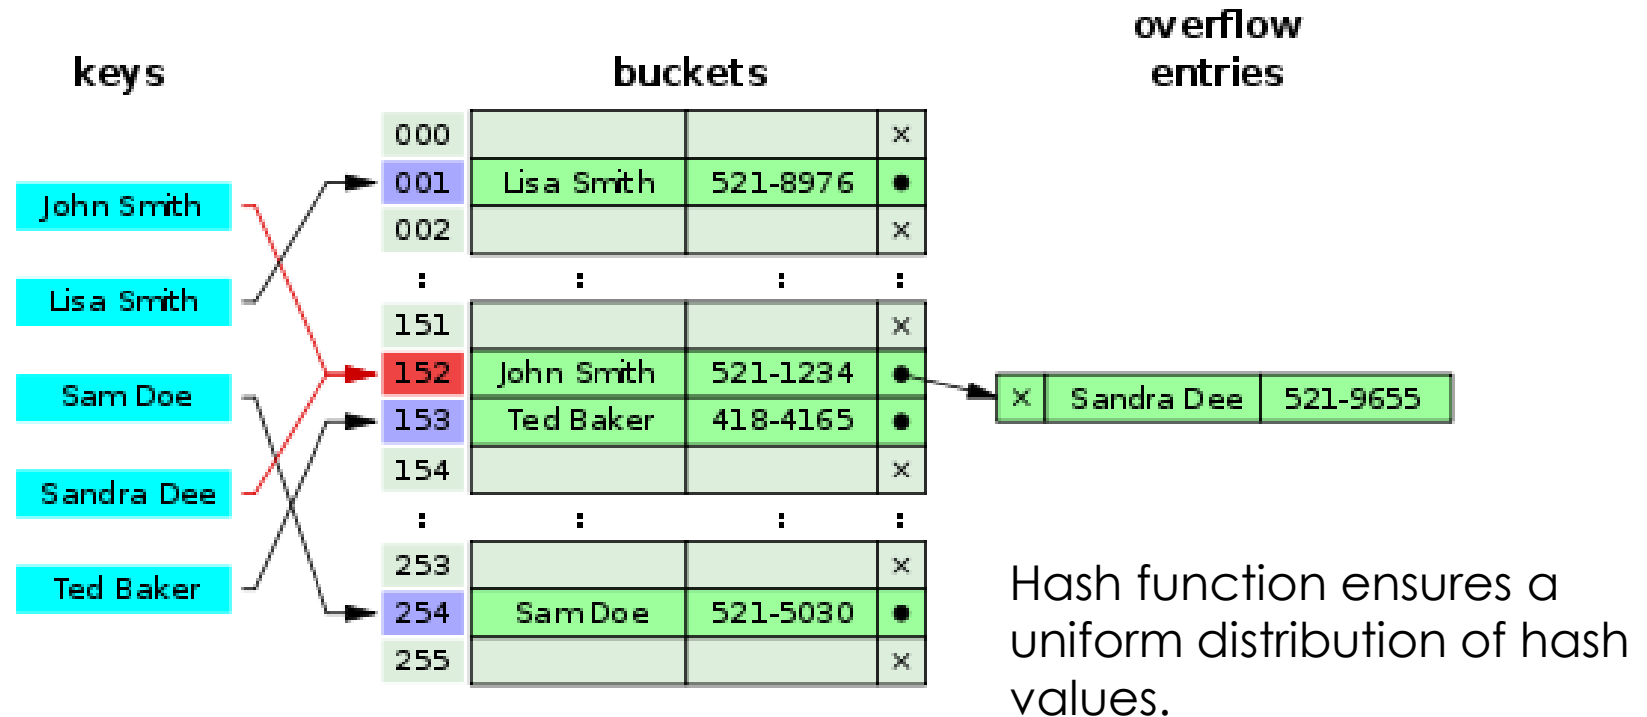 keys
buckets
overflow
entries
John Smith
Lisa Smith
Sam Doe
Sandra Dee
Ted Baker
000 x
001 Lisa Smith 521-8976 ●
002 x
: : : :
151 x
152 John Smith 521-1234 ●
153 Ted Baker 418-4165 ●
154 x
: : : :
253 x
254 Sam Doe 521-5030 ●
255 x
x Sandra Dee 521-9655
Hash function ensures a
uniform distribution of hash
values.